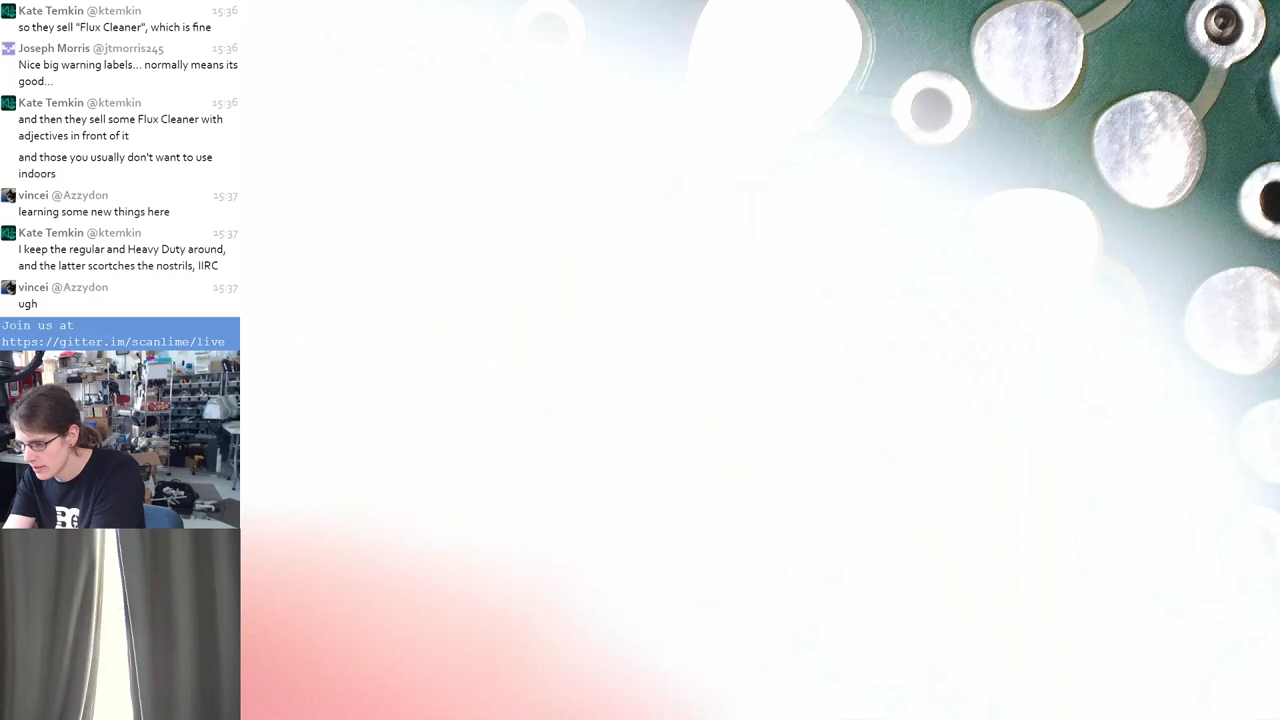 Kate Temkin @ktemkin 15:36
so they sell "Flux Cleaner", which is fine
Joseph Morris @jtmorris245 15:36
Nice big warning labels... normally means its
good...
Kate Temkin @ktemkin 15:36
and then they sell some Flux Cleaner with
adjectives in front of it
and those you usually don't want to use
indoors
vincei @Azzydon 15:37
learning some new things here
Kate Temkin @ktemkin 15:37
I keep the regular and Heavy Duty around,
and the latter scortches the nostrils, IIRC
vincei @Azzydon 15:37
ugh
Join us at
https://gitter.im/scanlime/live